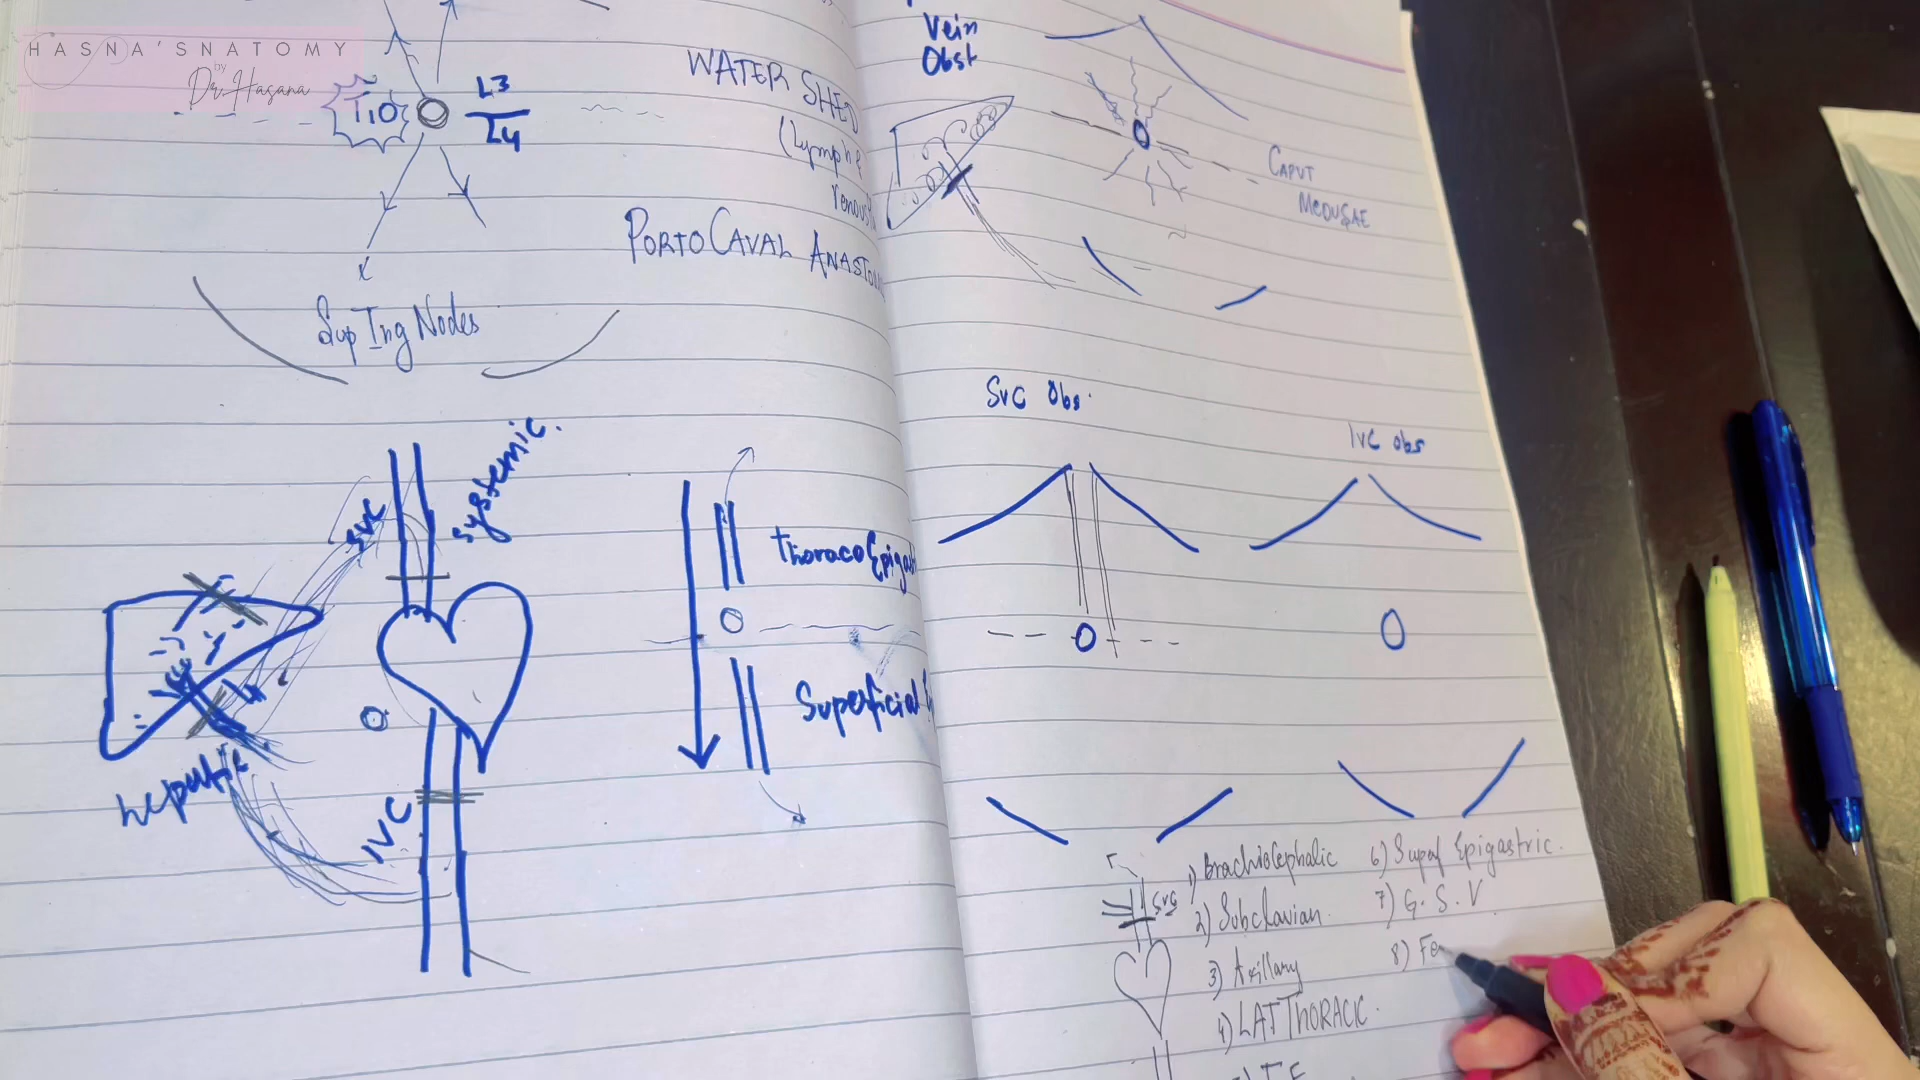 HASNA'SNATOMY
by
Dr.Hasana
T10
L3
L4
WATER SHED
(Lymph
Venous
PORTOCAVAL ANASTO
Sup Ing Nodes
SVC
systemic.
hepatic
IVC
Thoraco Epigas
Superficial
Vein
Obst
CAPUT
MEDUSAE
SVC Obs.
IVC obs
SVC
1) Brachiocephalic
2) Subclavian.
3) Axillary
4) LAT THORACIC.
5) T.E
6) Supf Epigastric.
7) G.S.V
8) Fe